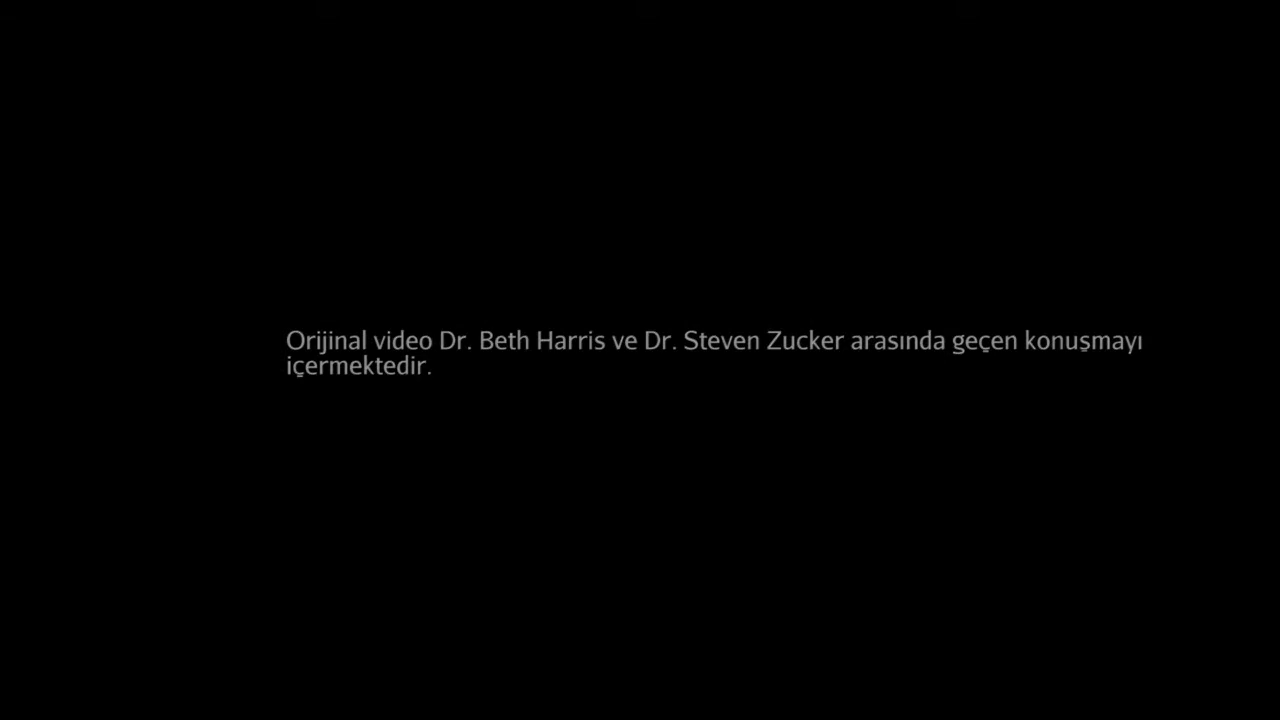 Orijinal video Dr. Beth Harris ve Dr. Steven Zucker arasında geçen konuşmayı
içermektedir.